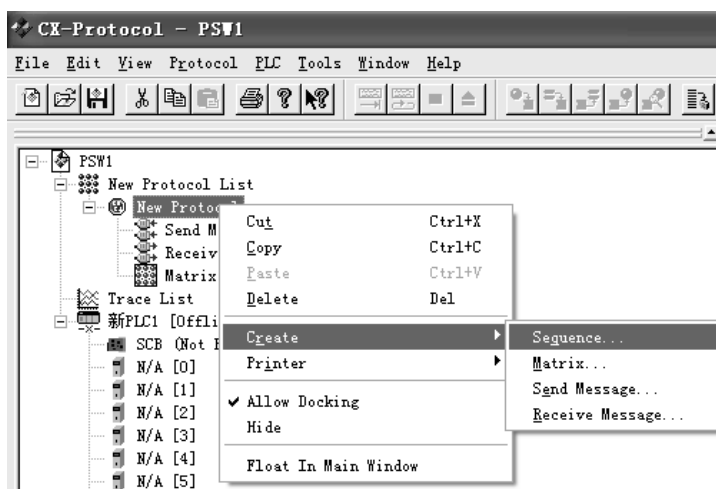 CX-Protocol - PSW1
File Edit View Protocol PLC Tools Window Help
PSW1
New Protocol List
New Protocol
Send M
Receiv
Matrix
Trace List
新PLC1 [Offli
SCB (Not
N/A [0]
N/A [1]
N/A [2]
N/A [3]
N/A [4]
N/A [5]
Cut Ctrl+X
Copy Ctrl+C
Paste Ctrl+V
Delete Del
Create
Printer
Allow Docking
Hide
Float In Main Window
Sequence...
Matrix...
Send Message...
Receive Message...